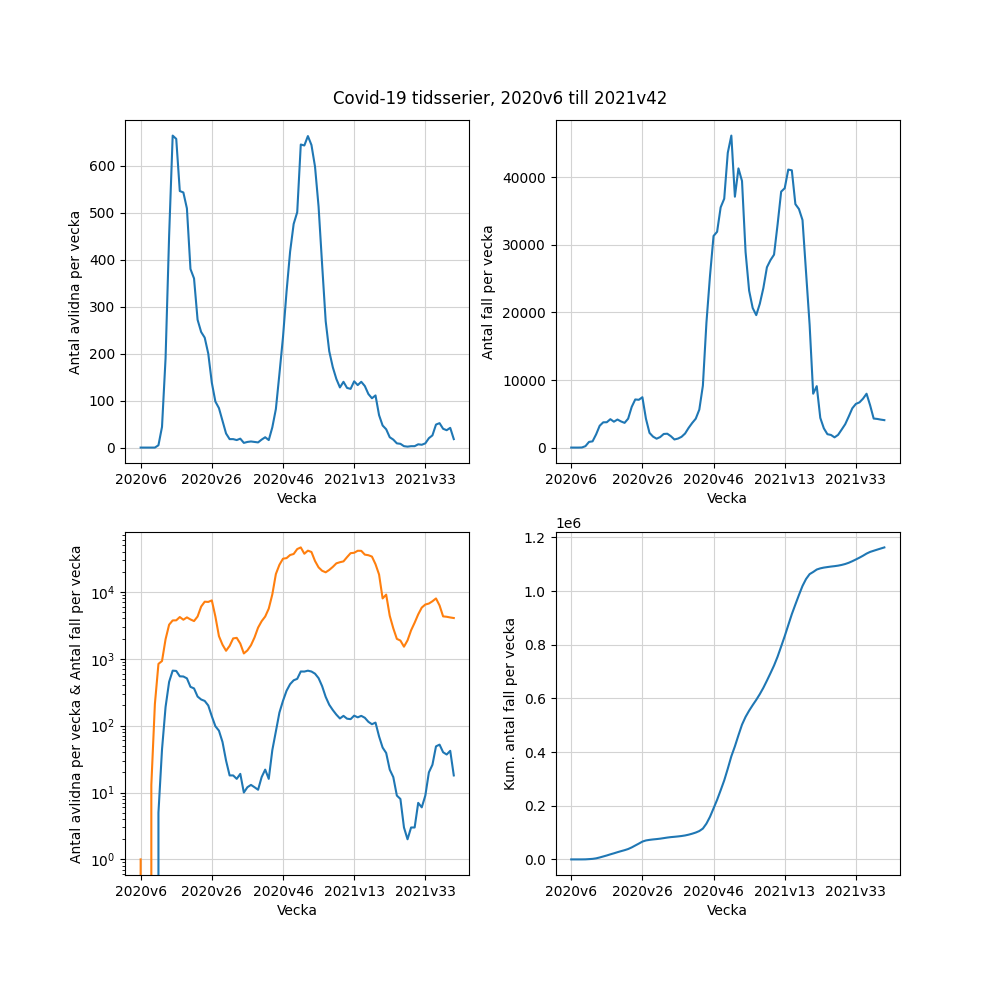 Covid-19 tidsserier, 2020v6 till 2021v42
Antal avlidna per vecka
600
500
400
300
200
100
0
2020v6 2020v26 2020v46 2021v13 2021v33
Vecka
Antal fall per vecka
40000
30000
20000
10000
0
2020v6 2020v26 2020v46 2021v13 2021v33
Vecka
Antal avlidna per vecka & Antal fall per vecka
10⁴
10³
10²
10¹
10⁰
2020v6 2020v26 2020v46 2021v13 2021v33
Vecka
1e6
Kum. antal fall per vecka
1.2
1.0
0.8
0.6
0.4
0.2
0.0
2020v6 2020v26 2020v46 2021v13 2021v33
Vecka